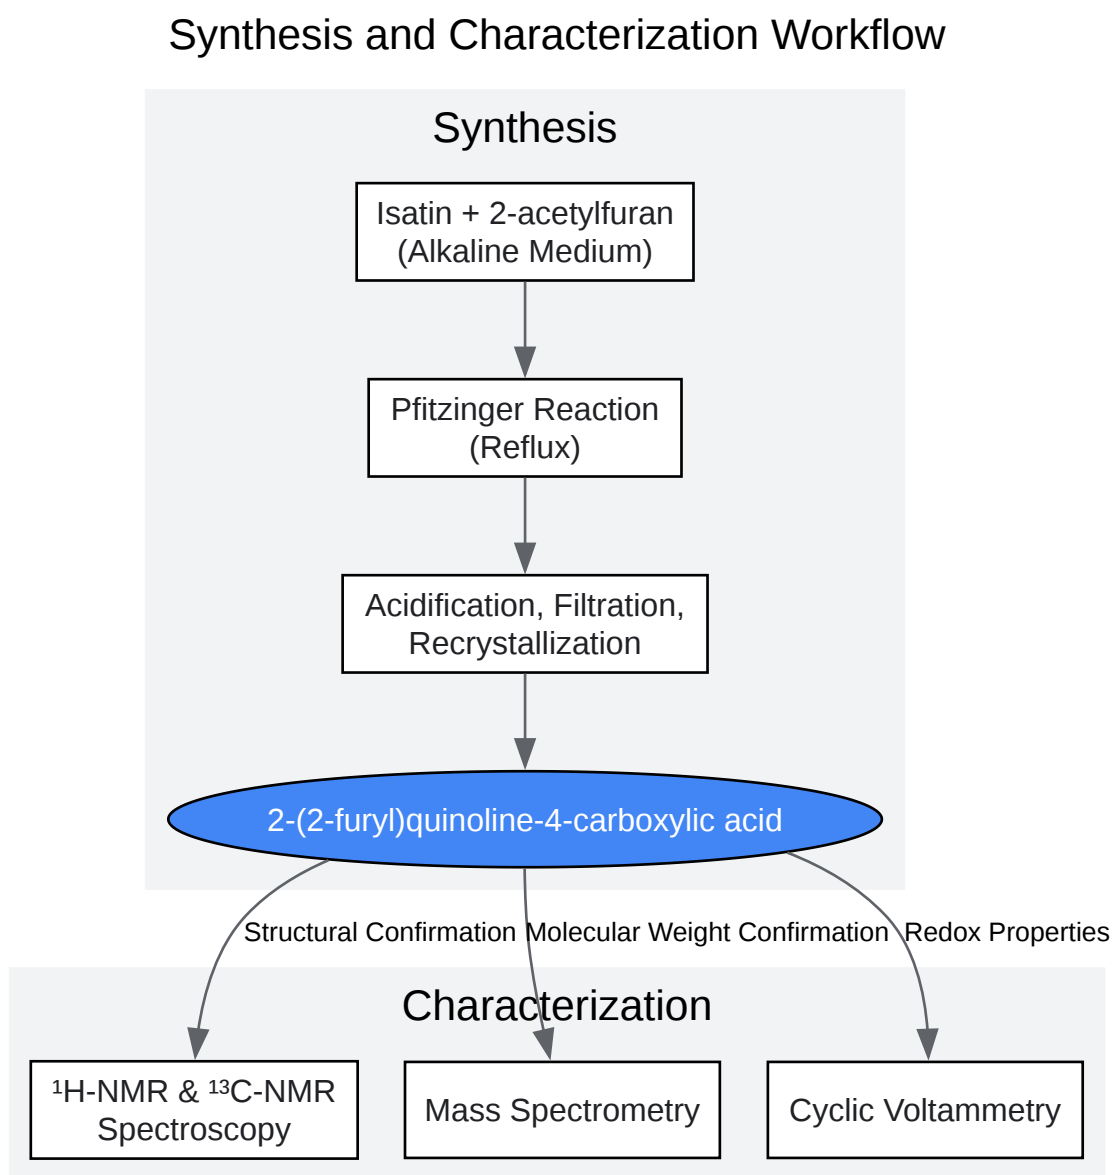 Synthesis and Characterization Workflow
Synthesis
Isatin + 2-acetylfuran
(Alkaline Medium)
Pfitzinger Reaction
(Reflux)
Acidification, Filtration,
Recrystallization
2-(2-furyl)quinoline-4-carboxylic acid
Structural Confirmation
Molecular Weight Confirmation
Redox Properties
Characterization
¹H-NMR & ¹³C-NMR
Spectroscopy
Mass Spectrometry
Cyclic Voltammetry